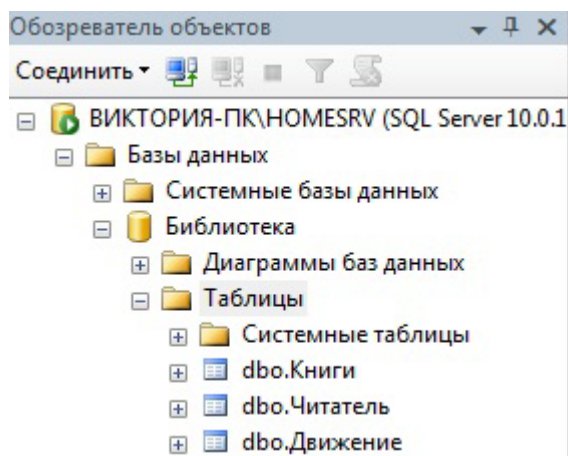 Обозреватель объектов
Соединить
ВИКТОРИЯ-ПК\HOMESRV (SQL Server 10.0.1
Базы данных
Системные базы данных
Библиотека
Диаграммы баз данных
Таблицы
Системные таблицы
dbo.Книги
dbo.Читатель
dbo.Движение